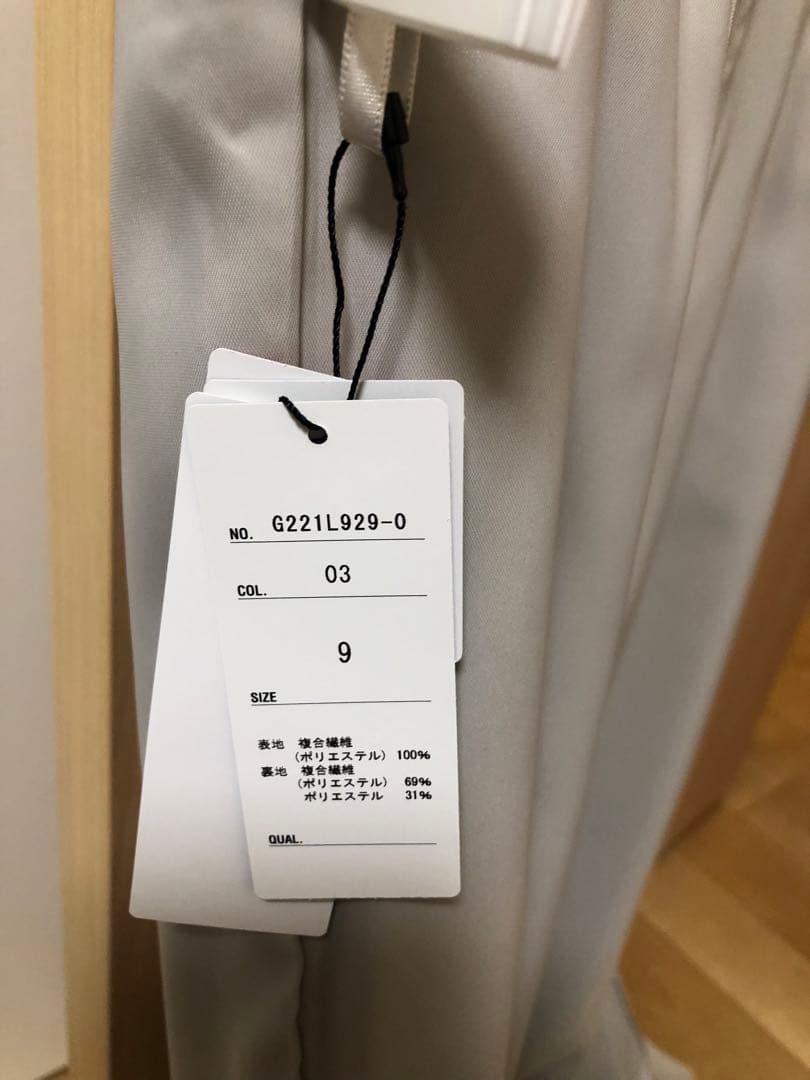 NO. G221L929-0
COL. 03
9
SIZE
表地 複合繊維
(ポリエステル) 100%
裏地 複合繊維
(ポリエステル) 69%
ポリエステル 31%
QUAL.